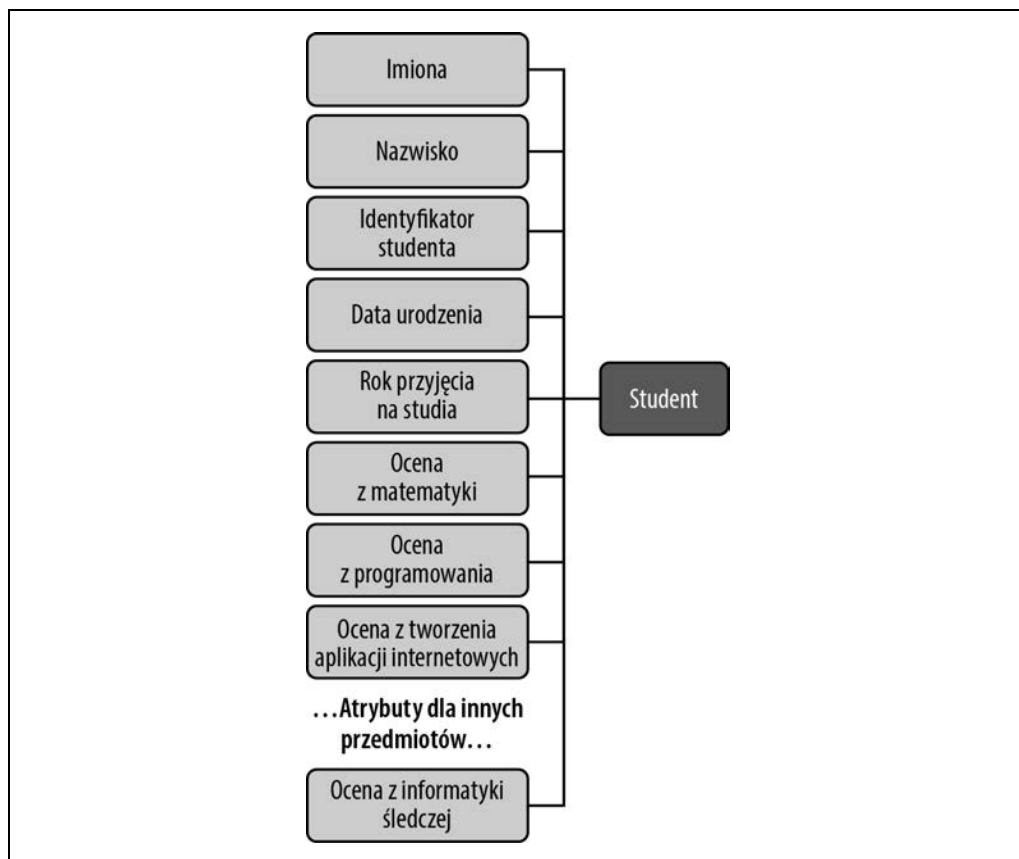 Imiona
Nazwisko
Identyfikator
studenta
Data urodzenia
Rok przyjęcia
na studia
Student
Ocena
z matematyki
Ocena
z programowania
Ocena z tworzenia
aplikacji internetowych
...Atrybuty dla innych
przedmiotów...
Ocena z informatyki
śledczej